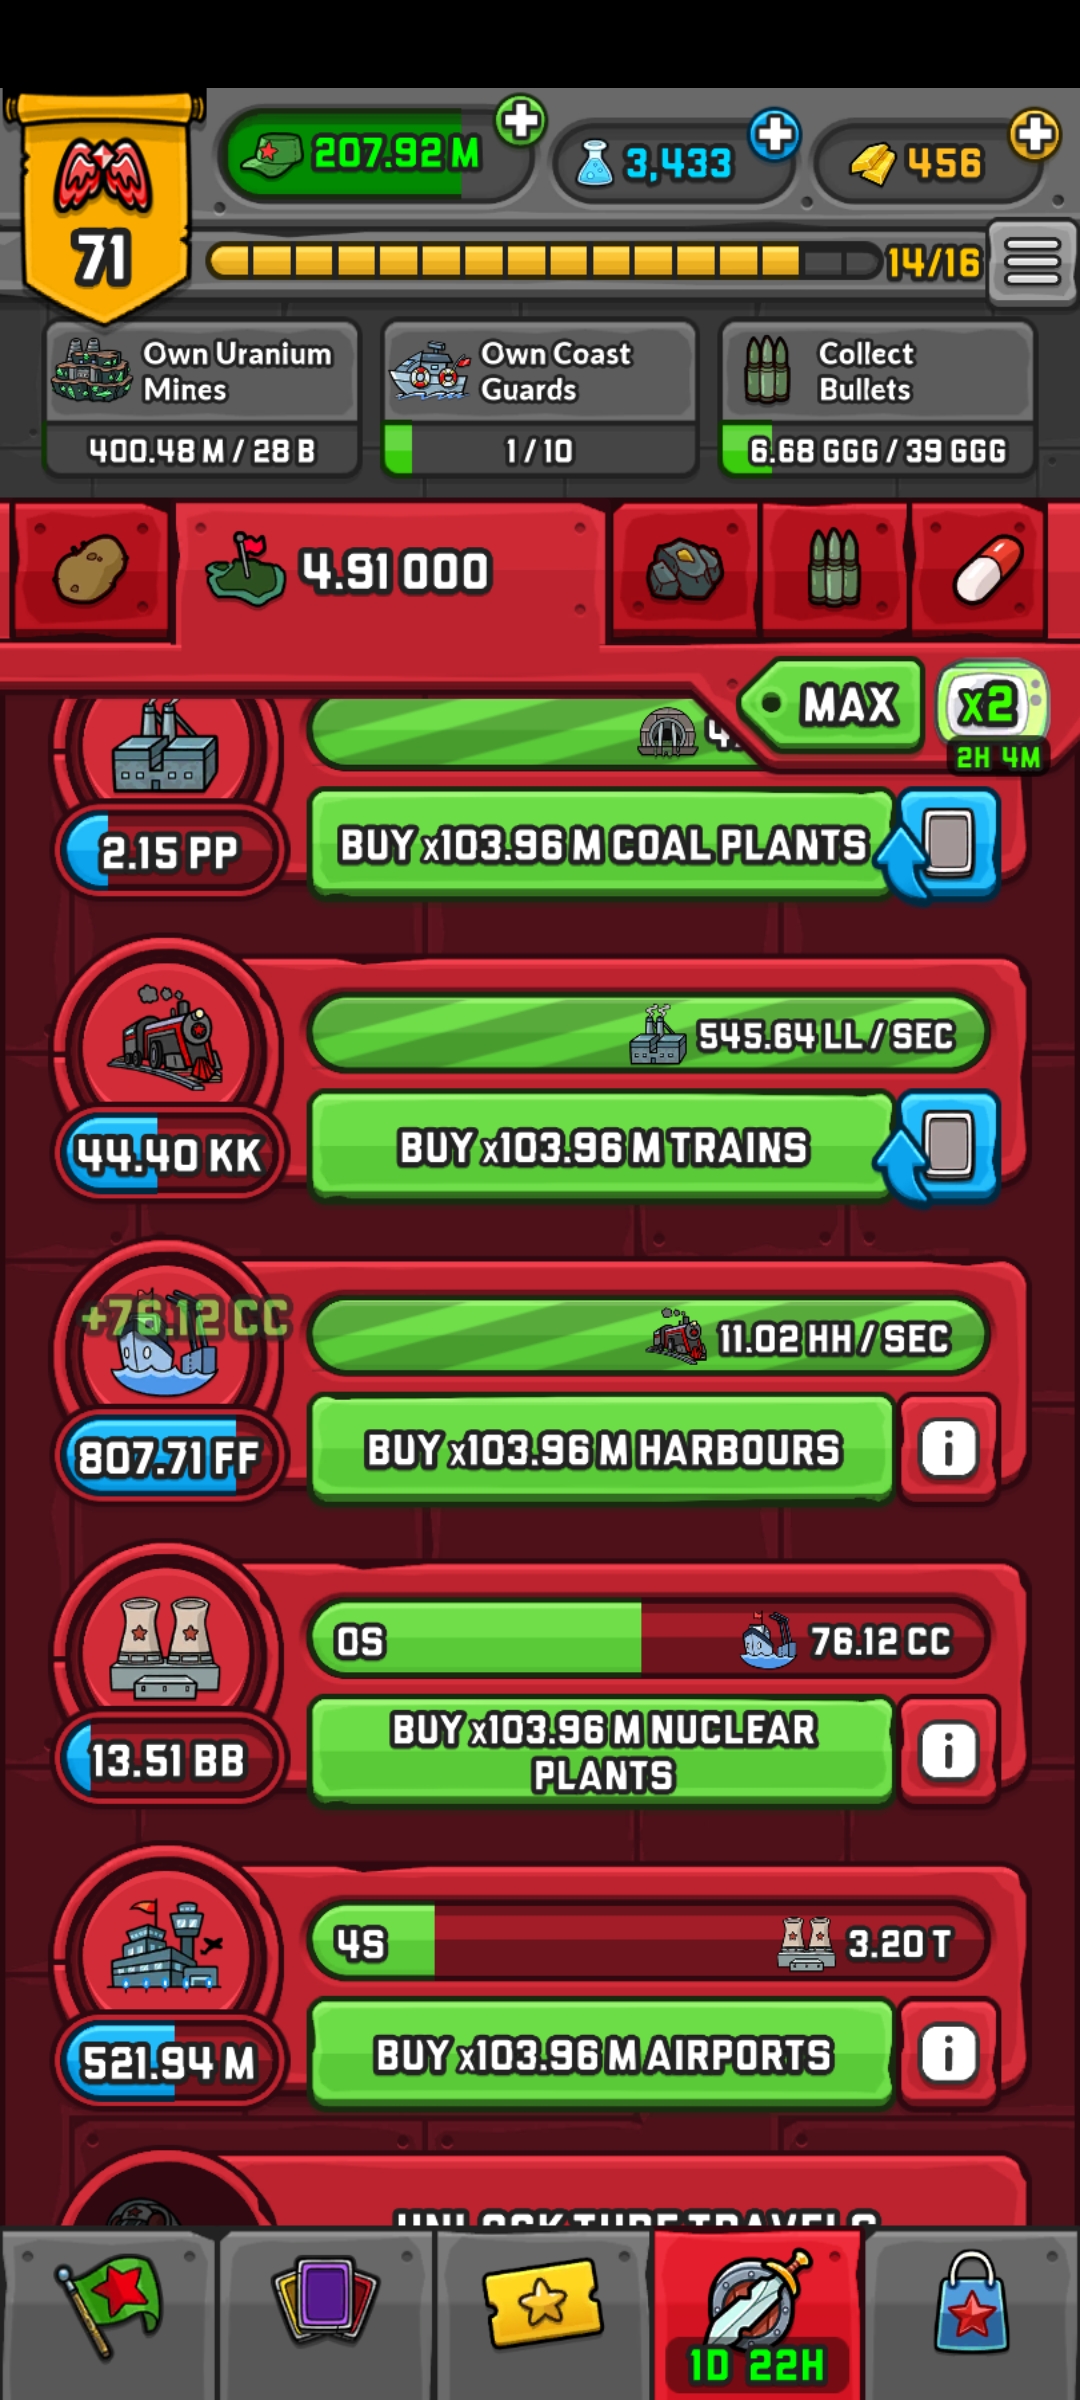 207.92 M
3,433
456
71
14/16
Own Uranium
Mines
400.48 M / 28 B
Own Coast
Guards
1 / 10
Collect
Bullets
6.68 GGG / 39 GGG
4.91 000
MAX
x2
2H 4M
2.15 PP
BUY x103.96 M COAL PLANTS
545.64 LL / SEC
44.40 KK
BUY x103.96 M TRAINS
+76.12 CC
11.02 HH / SEC
807.71 FF
BUY x103.96 M HARBOURS
0S
76.12 CC
13.51 BB
BUY x103.96 M NUCLEAR
PLANTS
4S
3.20 T
521.94 M
BUY x103.96 M AIRPORTS
1D 22H